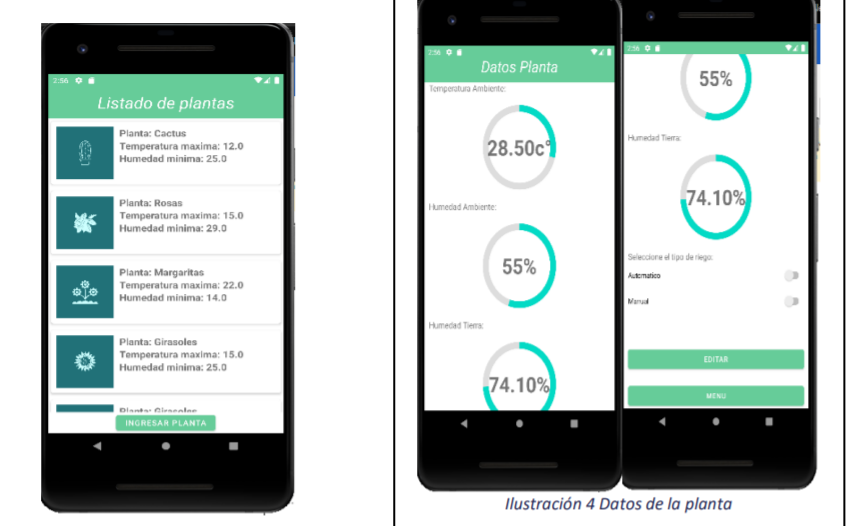 2:56
Listado de plantas
Planta: Cactus
Temperatura maxima: 12.0
Humedad minima: 25.0
Planta: Rosas
Temperatura maxima: 15.0
Humedad minima: 29.0
Planta: Margaritas
Temperatura maxima: 22.0
Humedad minima: 14.0
Planta: Girasoles
Temperatura maxima: 15.0
Humedad minima: 25.0
Planta: Girasoles
INGRESAR PLANTA
2:56
Datos Planta
Temperatura Ambiente:
28.50c°
Humedad Ambiente:
55%
Humedad Tierra:
74.10%
2:56
55%
Humedad Tierra:
74.10%
Seleccione el tipo de riego:
Automatico
Manual
EDITAR
MENU
Ilustración 4 Datos de la planta